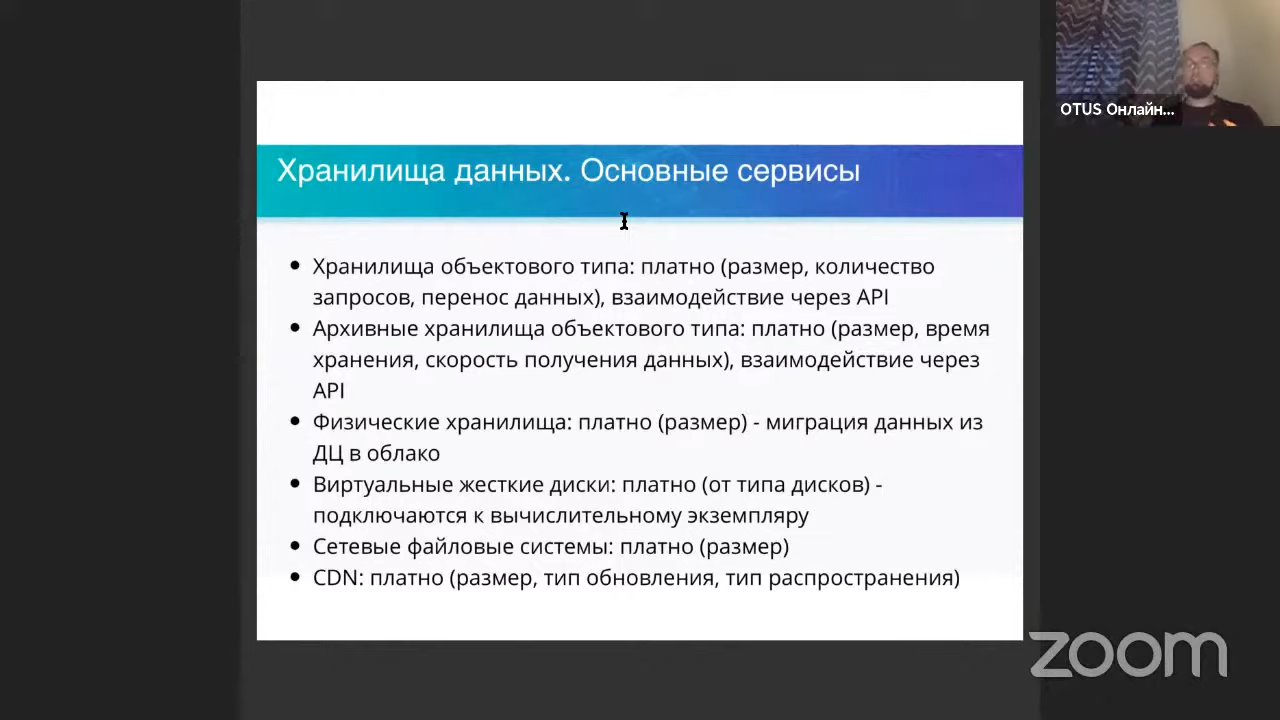 OTUS Онлайн...
Хранилища данных. Основные сервисы
• Хранилища объектового типа: платно (размер, количество
запросов, перенос данных), взаимодействие через API
• Архивные хранилища объектового типа: платно (размер, время
хранения, скорость получения данных), взаимодействие через
API
• Физические хранилища: платно (размер) - миграция данных из
ДЦ в облако
• Виртуальные жесткие диски: платно (от типа дисков) -
подключаются к вычислительному экземпляру
• Сетевые файловые системы: платно (размер)
• CDN: платно (размер, тип обновления, тип распространения)
zoom